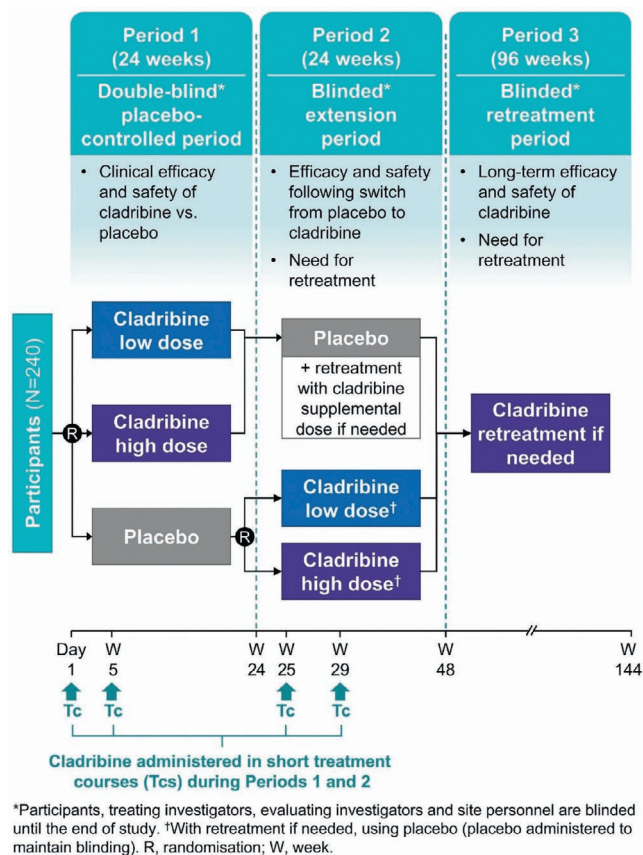 Period 1
(24 weeks)
Double-blind*
placebo-
controlled period
• Clinical efficacy
and safety of
cladribine vs.
placebo
Period 2
(24 weeks)
Blinded*
extension
period
• Efficacy and safety
following switch
from placebo to
cladribine
• Need for
retreatment
Period 3
(96 weeks)
Blinded*
retreatment
period
• Long-term efficacy
and safety of
cladribine
• Need for
retreatment
Participants (N=240)
R
Cladribine
low dose
Cladribine
high dose
Placebo
R
Placebo
+ retreatment
with cladribine
supplemental
dose if needed
Cladribine
low dose†
Cladribine
high dose†
Cladribine
retreatment if
needed
Day
1
W
5
W
24
W
25
W
29
W
48
W
144
Tc
Tc
Tc
Tc
Cladribine administered in short treatment
courses (Tcs) during Periods 1 and 2
*Participants, treating investigators, evaluating investigators and site personnel are blinded
until the end of study. †With retreatment if needed, using placebo (placebo administered to
maintain blinding). R, randomisation; W, week.